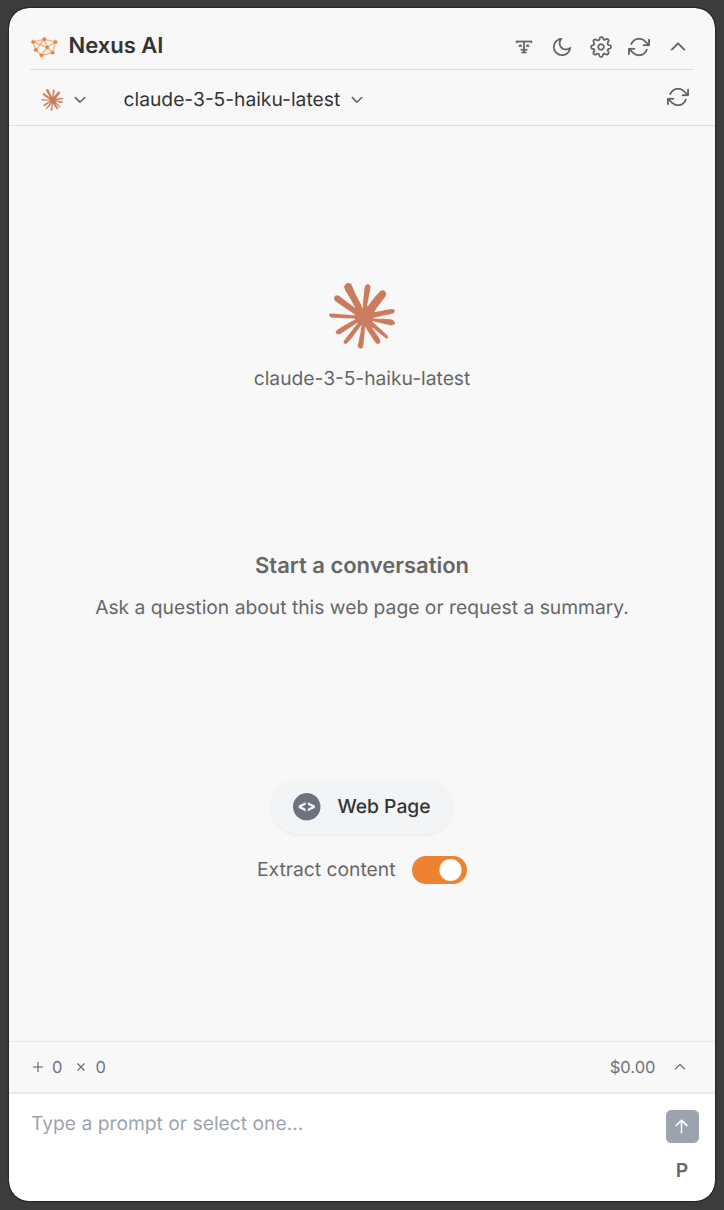 Nexus AI
claude-3-5-haiku-latest
claude-3-5-haiku-latest
Start a conversation
Ask a question about this web page or request a summary.
<> Web Page
Extract content
+ 0 × 0 $0.00
Type a prompt or select one...
P